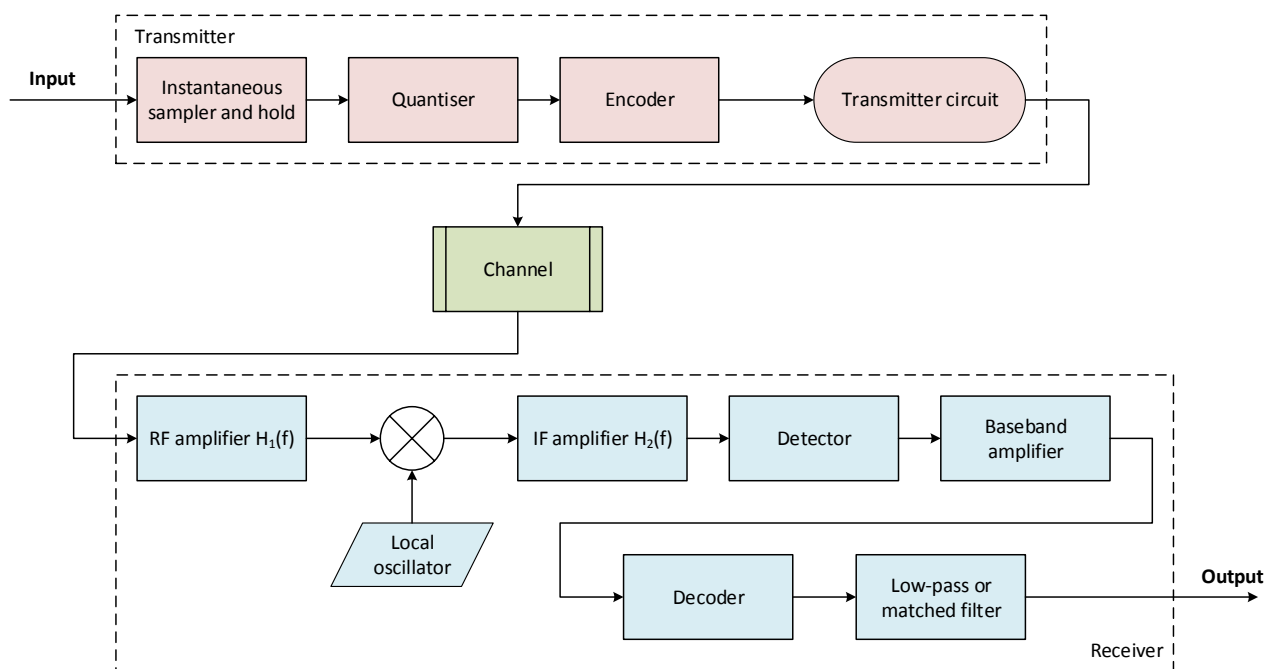 Transmitter
Input
Instantaneous
sampler and hold
Quantiser
Encoder
Transmitter circuit
Channel
RF amplifier H₁(f)
IF amplifier H₂(f)
Detector
Baseband
amplifier
Local
oscillator
Decoder
Low-pass or
matched filter
Output
Receiver